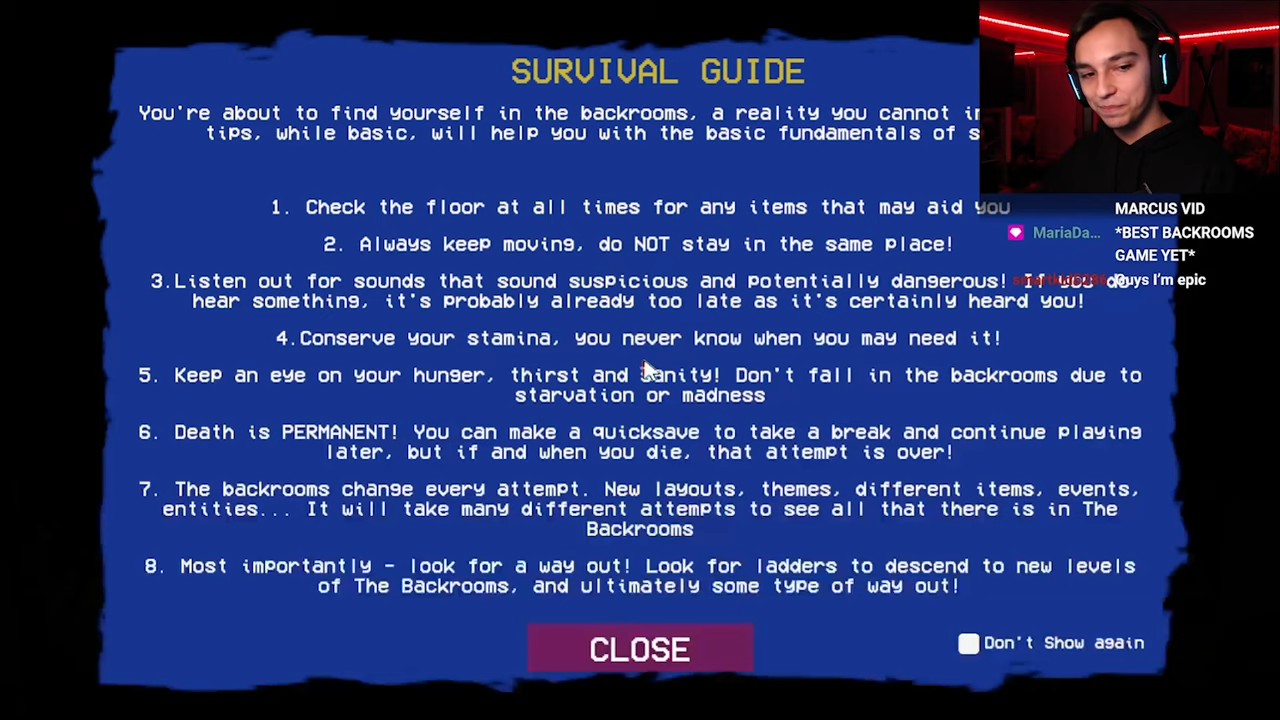 SURVIVAL GUIDE
You're about to find yourself in the backrooms, a reality you cannot
tips, while basic, will help you with the basic fundamentals of
1. Check the floor at all times for any items that may aid you
2. Always keep moving, do NOT stay in the same place!
3.Listen out for sounds that sound suspicious and potentially dangerous!
hear something, it's probably already too late as it's certainly heard you!
4.Conserve your stamina, you never know when you may need it!
5. Keep an eye on your hunger, thirst and sanity! Don't fall in the backrooms due to
starvation or madness
6. Death is PERMANENT! You can make a quicksave to take a break and continue playing
later, but if and when you die, that attempt is over!
7. The backrooms change every attempt. New layouts, themes, different items, events,
entities... It will take many different attempts to see all that there is in The
Backrooms
8. Most importantly - look for a way out! Look for ladders to descend to new levels
of The Backrooms, and ultimately some type of way out!
CLOSE
Don't Show again
MARCUS VID
MariaDa... *BEST BACKROOMS
GAME YET*
Guys I'm epic